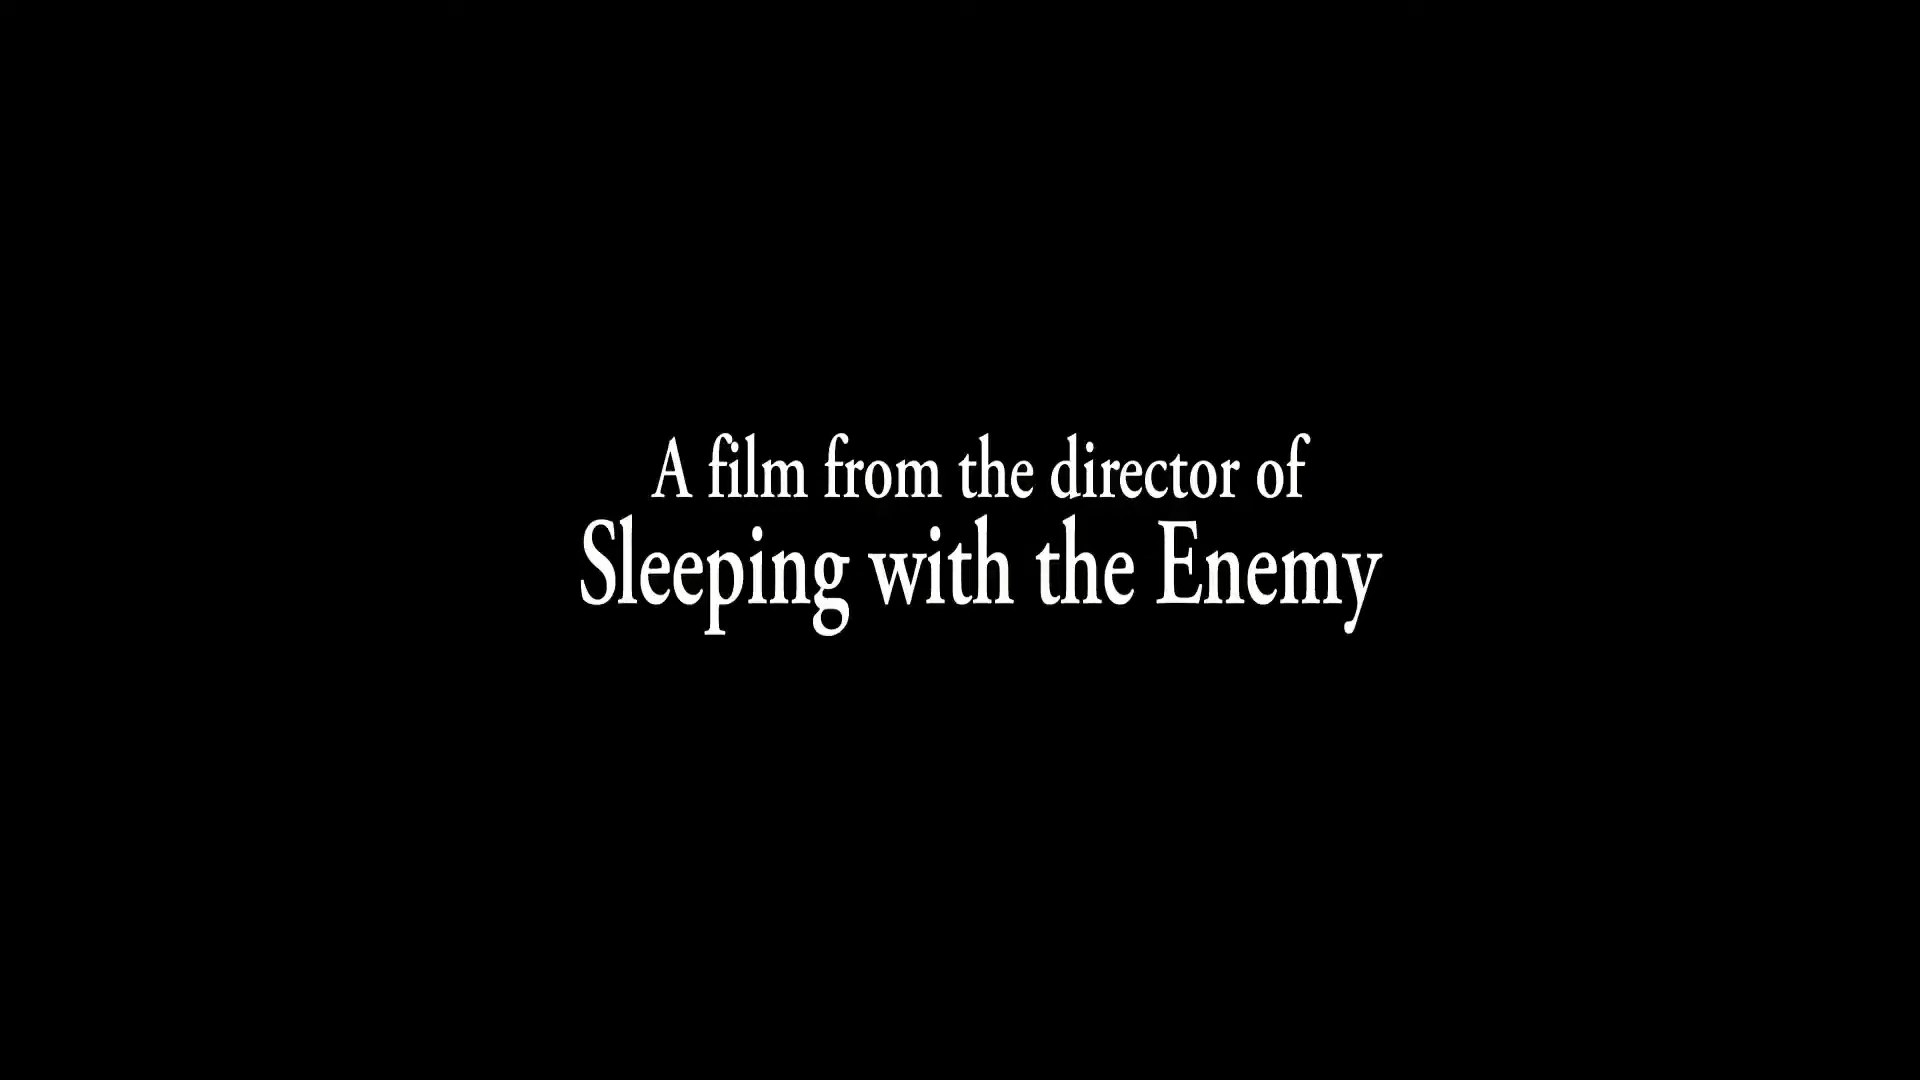 A film from the director of
Sleeping with the Enemy